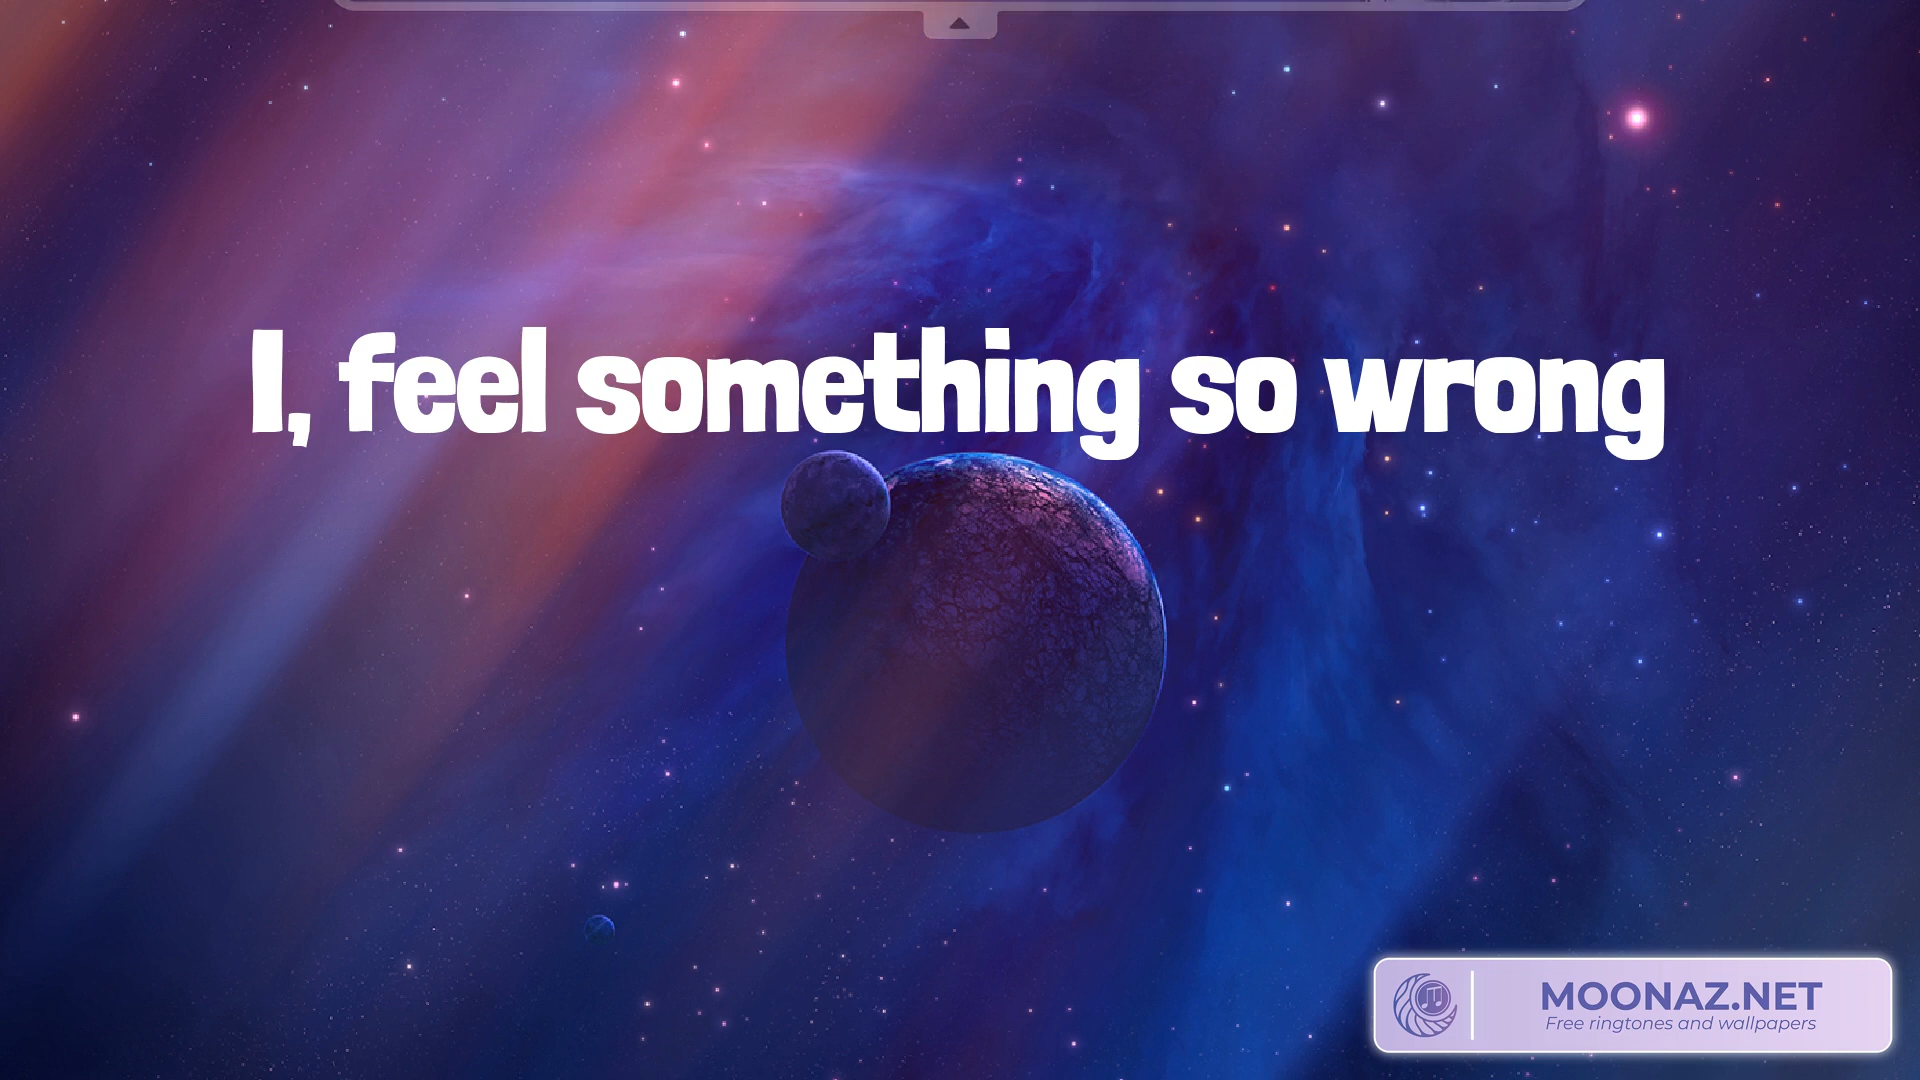 I, feel something so wrong
MOONAZ.NET
Free ringtones and wallpapers